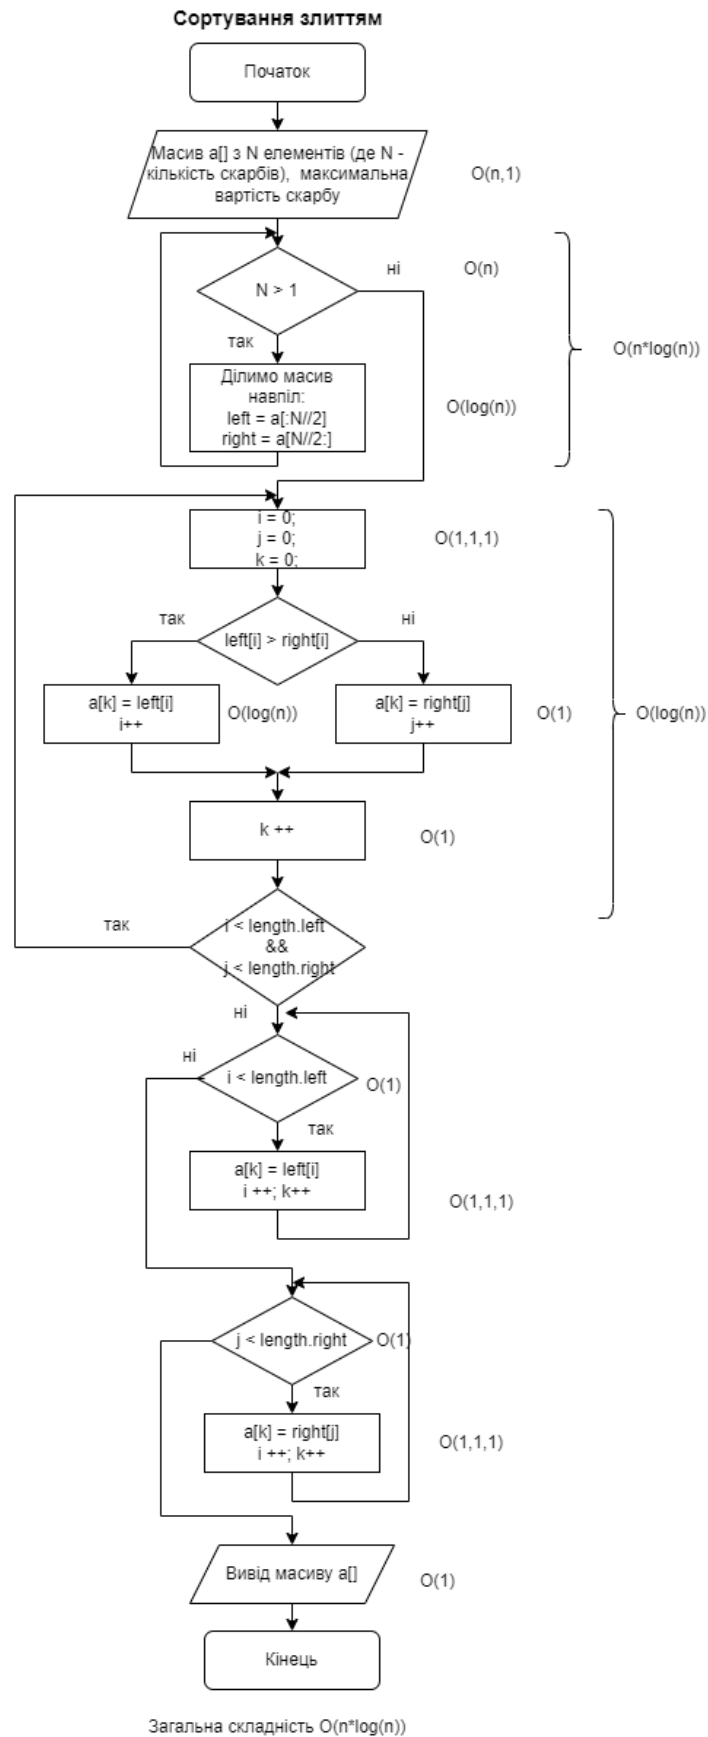 Сортування злиттям
Початок
Масив a[] з N елементів (де N -
кількість скарбів), максимальна
вартість скарбу
O(n,1)
ні
O(n)
N > 1
так
O(n*log(n))
Ділимо масив
навпіл:
left = a[:N//2]
right = a[N//2:]
O(log(n))
i = 0;
j = 0;
k = 0;
O(1,1,1)
так
ні
left[i] > right[i]
a[k] = left[i]
i++
O(log(n))
a[k] = right[j]
j++
O(1)
O(log(n))
k ++
O(1)
так
i < length.left
&&
j < length.right
ні
ні
i < length.left
O(1)
так
a[k] = left[i]
i ++; k++
O(1,1,1)
j < length.right
O(1)
так
a[k] = right[j]
i ++; k++
O(1,1,1)
Вивід масиву a[]
O(1)
Кінець
Загальна складність O(n*log(n))